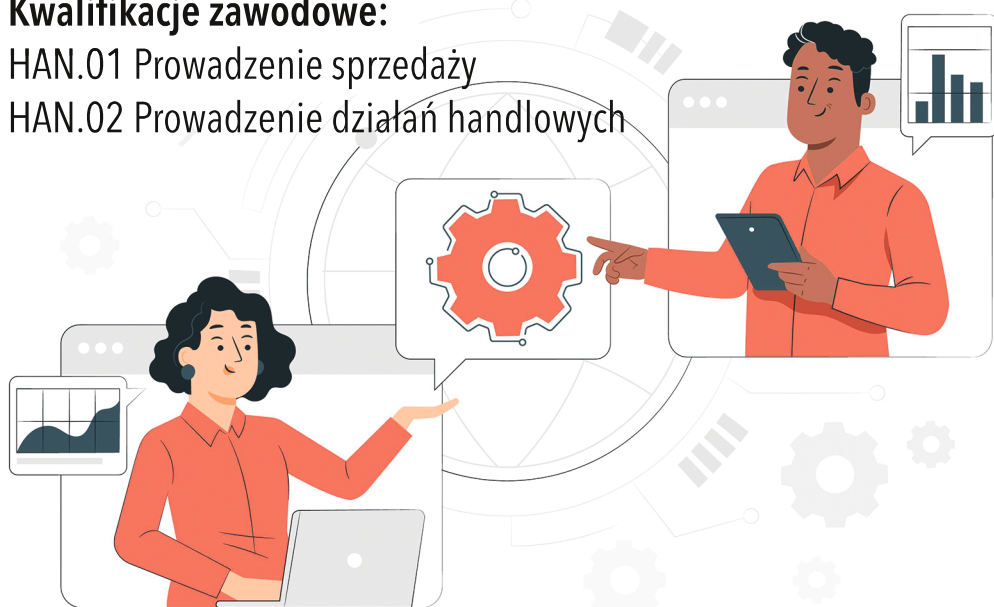 Kwalifikacje zawodowe:
HAN.01 Prowadzenie sprzedaży
HAN.02 Prowadzenie działań handlowych